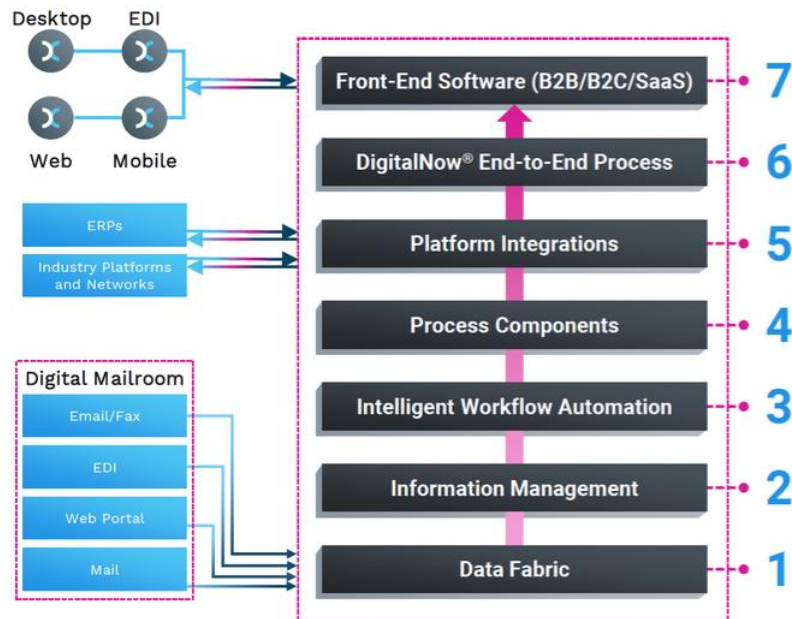 Desktop EDI
Web Mobile
Front-End Software (B2B/B2C/SaaS) 7
DigitalNow® End-to-End Process 6
ERPs
Platform Integrations 5
Industry Platforms
and Networks
Process Components 4
Digital Mailroom
Email/Fax
EDI
Web Portal
Mail
Intelligent Workflow Automation 3
Information Management 2
Data Fabric 1